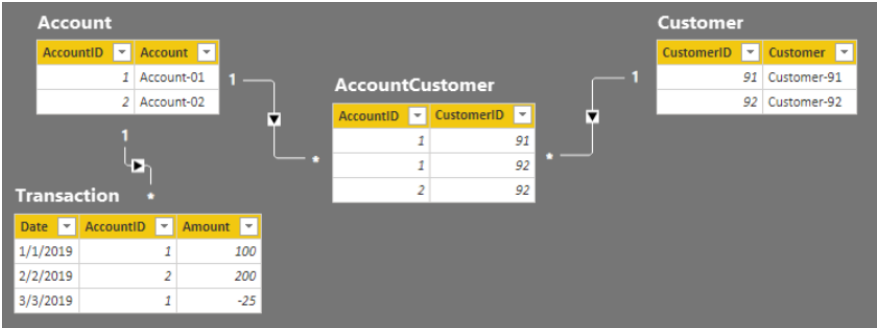 Account
AccountID Account
1 Account-01
2 Account-02
1
1
Transaction *
Date AccountID Amount
1/1/2019 1 100
2/2/2019 2 200
3/3/2019 1 -25
AccountCustomer
AccountID CustomerID
1 91
1 92
2 92
*
*
Customer
CustomerID Customer
91 Customer-91
92 Customer-92
1